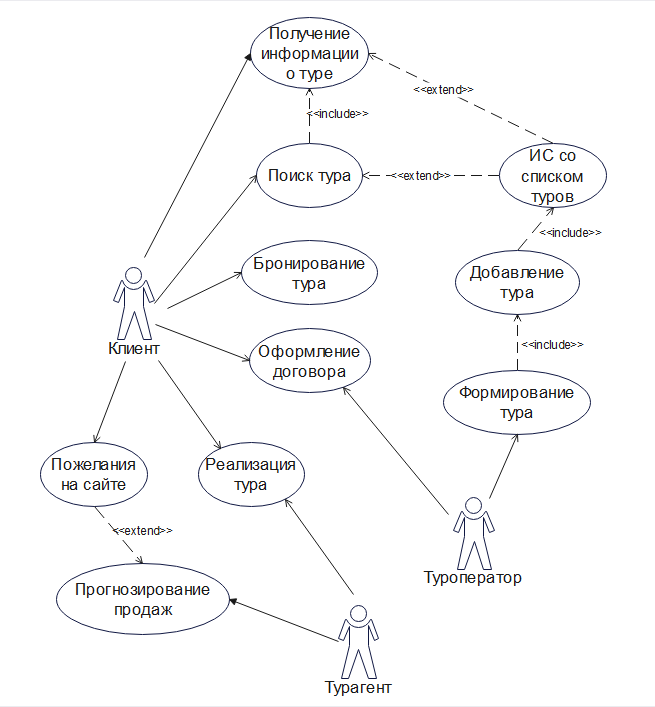 Получение
информации
о туре
<<extend>>
<<include>>
Поиск тура
<<extend>>
ИС со
списком
туров
<<include>>
Бронирование
тура
Добавление
тура
Клиент
Оформление
договора
<<include>>
Формирование
тура
Пожелания
на сайте
Реализация
тура
<<extend>>
Туроператор
Прогнозирование
продаж
Турагент